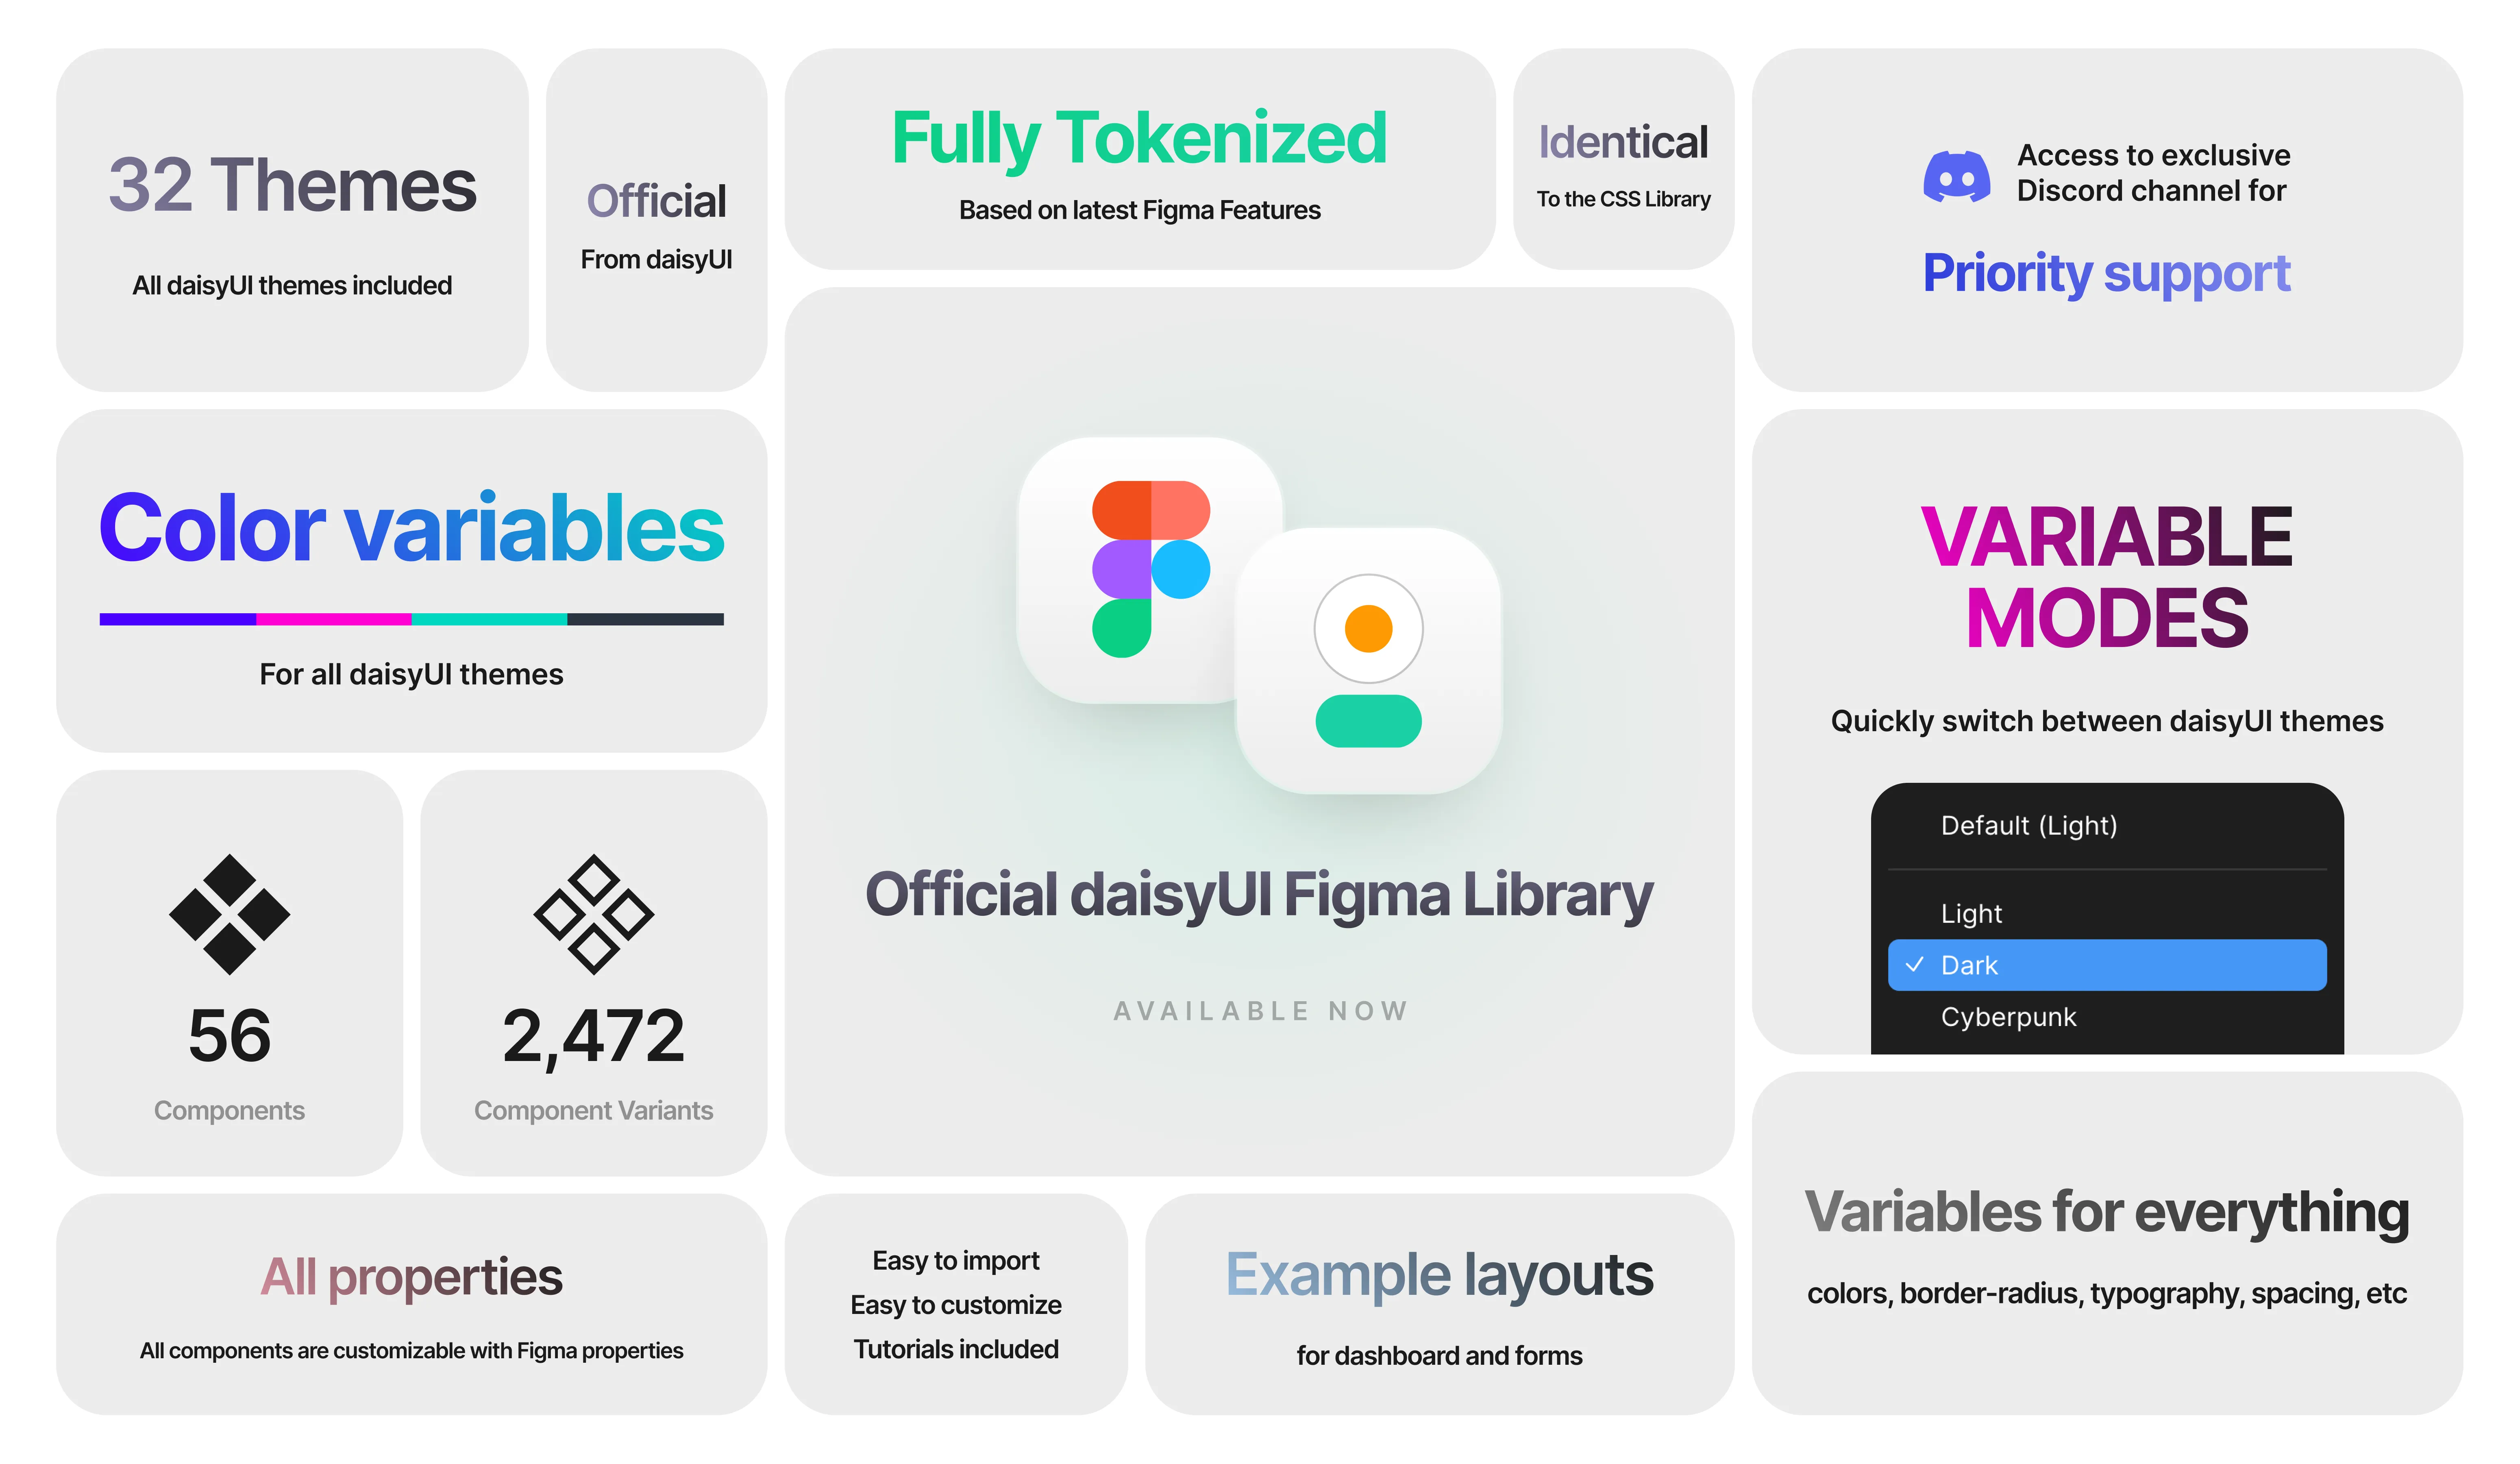 32 Themes
All daisyUI themes included
Official
From daisyUI
Fully Tokenized
Based on latest Figma Features
Identical
To the CSS Library
Access to exclusive
Discord channel for
Priority support
Color variables
For all daisyUI themes
Official daisyUI Figma Library
AVAILABLE NOW
VARIABLE
MODES
Quickly switch between daisyUI themes
Default (Light)
Light
Dark
Cyberpunk
56
Components
2,472
Component Variants
All properties
All components are customizable with Figma properties
Easy to import
Easy to customize
Tutorials included
Example layouts
for dashboard and forms
Variables for everything
colors, border-radius, typography, spacing, etc